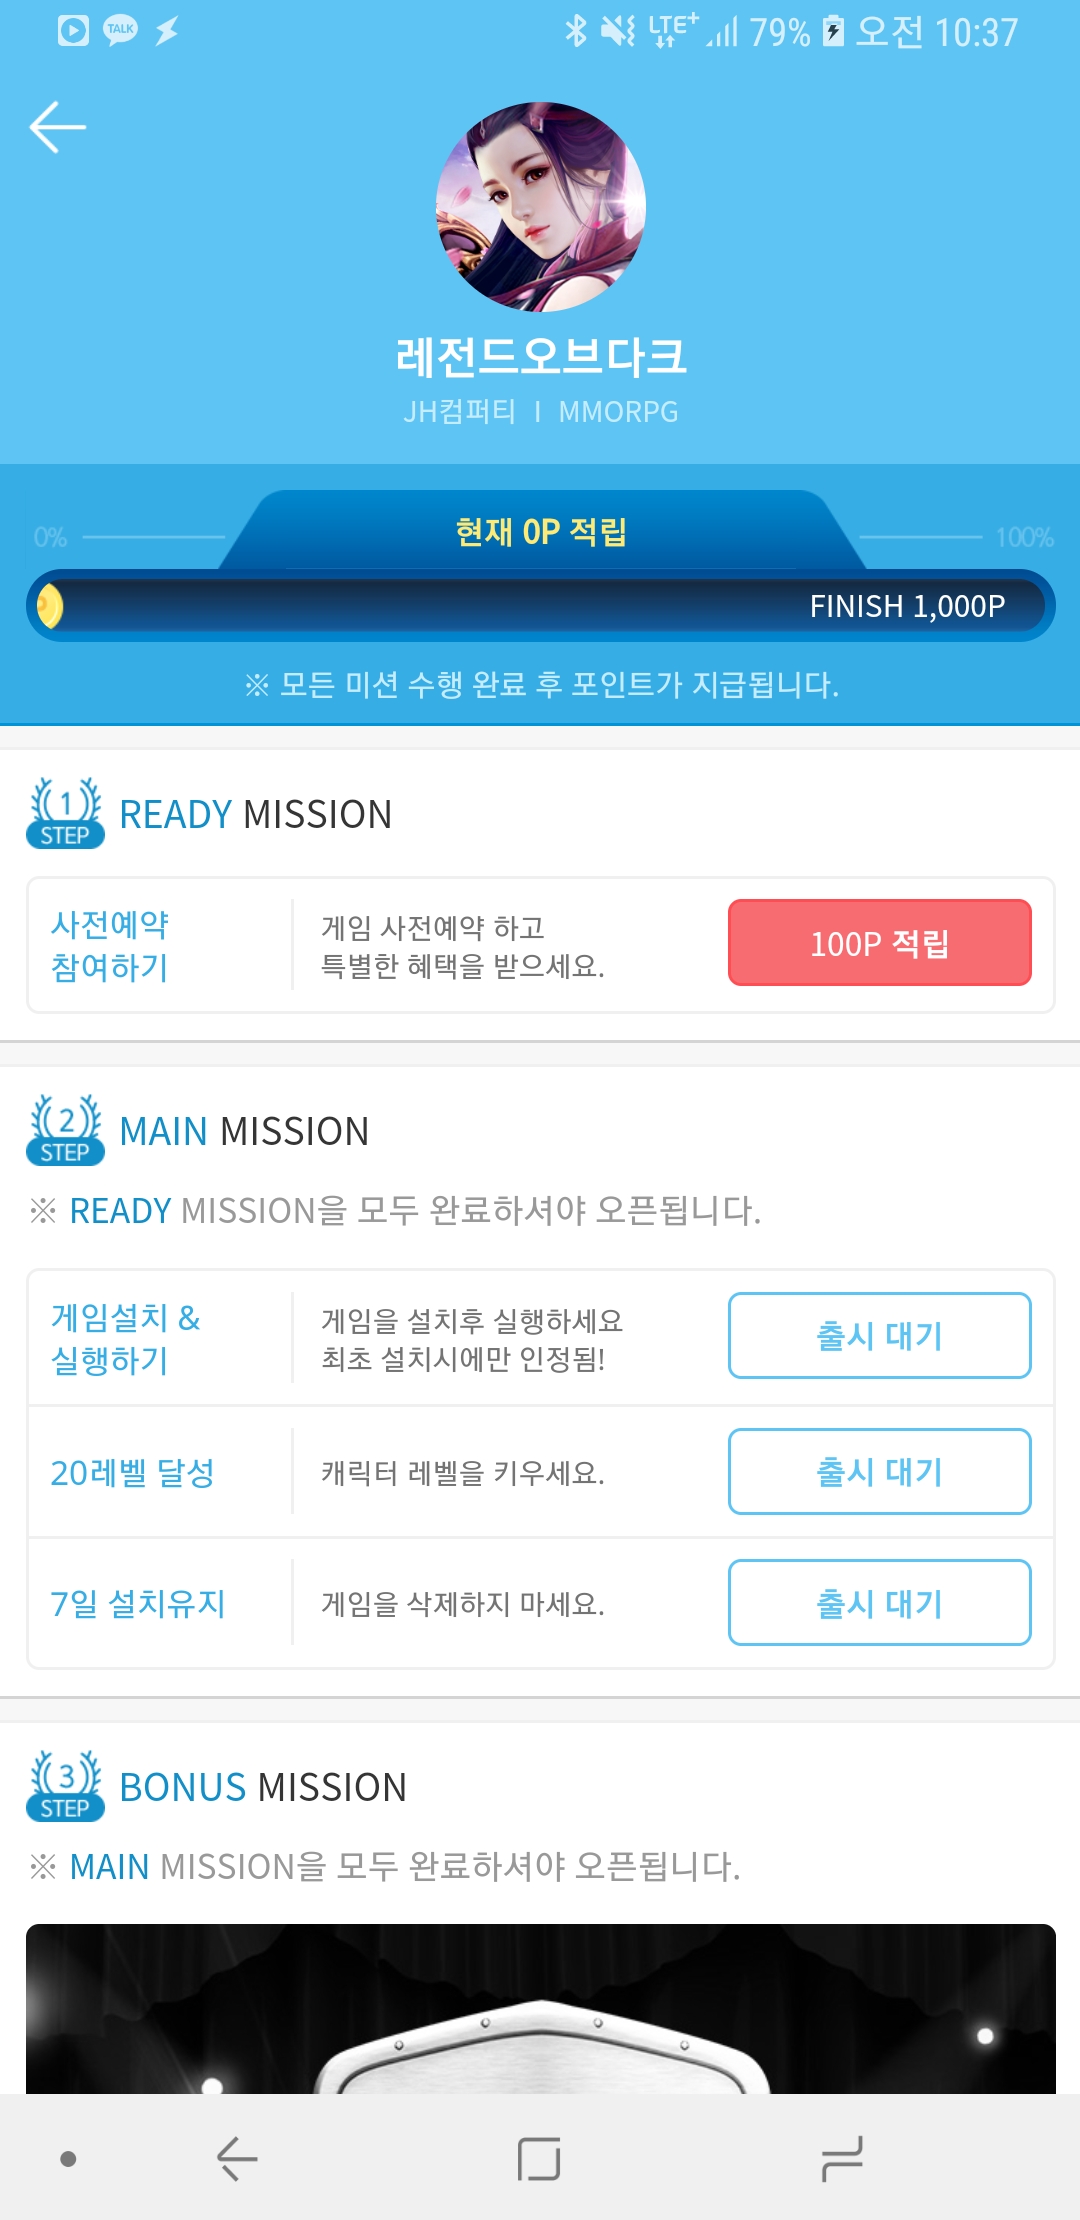 TALK LTE+ 79% 오전 10:37
레전드오브다크
JH컴퍼티 I MMORPG
0% 현재 0P 적립 100%
FINISH 1,000P
※ 모든 미션 수행 완료 후 포인트가 지급됩니다.
1 STEP READY MISSION
사전예약
참여하기
게임 사전예약 하고
특별한 혜택을 받으세요.
100P 적립
2 STEP MAIN MISSION
※ READY MISSION을 모두 완료하셔야 오픈됩니다.
게임설치 &
실행하기
게임을 설치후 실행하세요
최초 설치시에만 인정됨!
출시 대기
20레벨 달성
캐릭터 레벨을 키우세요.
출시 대기
7일 설치유지
게임을 삭제하지 마세요.
출시 대기
3 STEP BONUS MISSION
※ MAIN MISSION을 모두 완료하셔야 오픈됩니다.